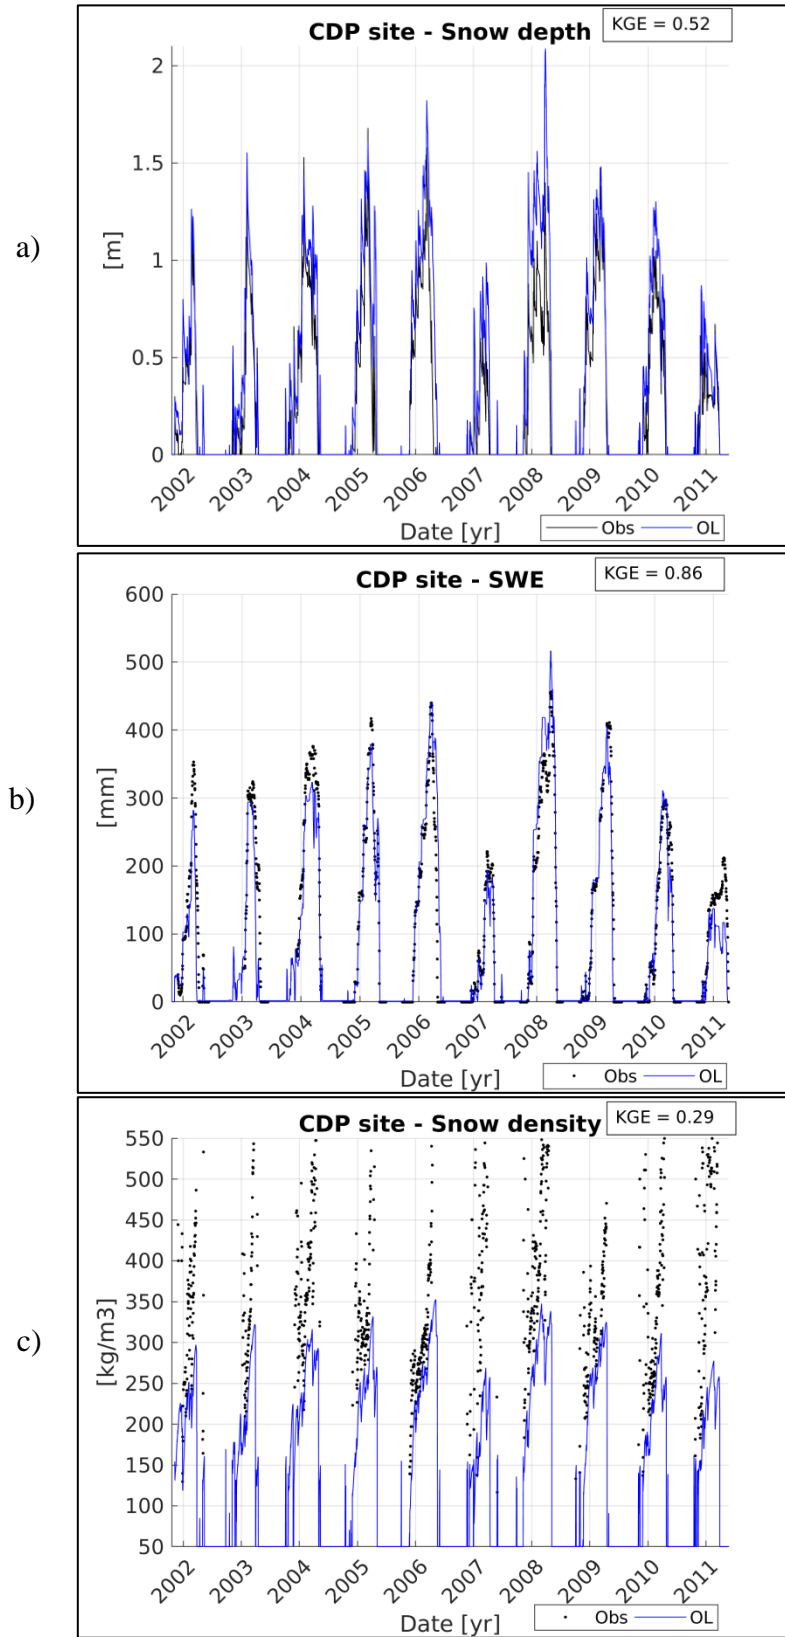 a)
CDP site - Snow depth
KGE = 0.52
[m]
2
1.5
1
0.5
0
2002 2003 2004 2005 2006 2007 2008 2009 2010 2011
Date [yr]
Obs OL
b)
CDP site - SWE
KGE = 0.86
[mm]
600
500
400
300
200
100
0
2002 2003 2004 2005 2006 2007 2008 2009 2010 2011
Date [yr]
Obs OL
c)
CDP site - Snow density
KGE = 0.29
[kg/m3]
550
500
450
400
350
300
250
200
150
100
50
2002 2003 2004 2005 2006 2007 2008 2009 2010 2011
Date [yr]
Obs OL